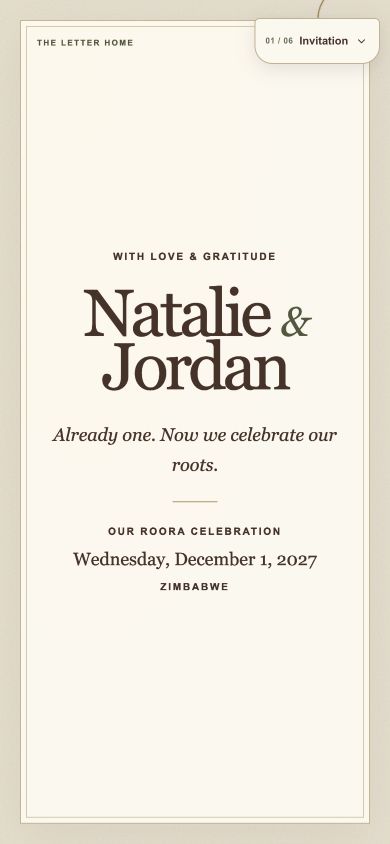 THE LETTER HOME
01 / 06 Invitation
WITH LOVE & GRATITUDE
Natalie &
Jordan
Already one. Now we celebrate our
roots.
OUR ROORA CELEBRATION
Wednesday, December 1, 2027
ZIMBABWE